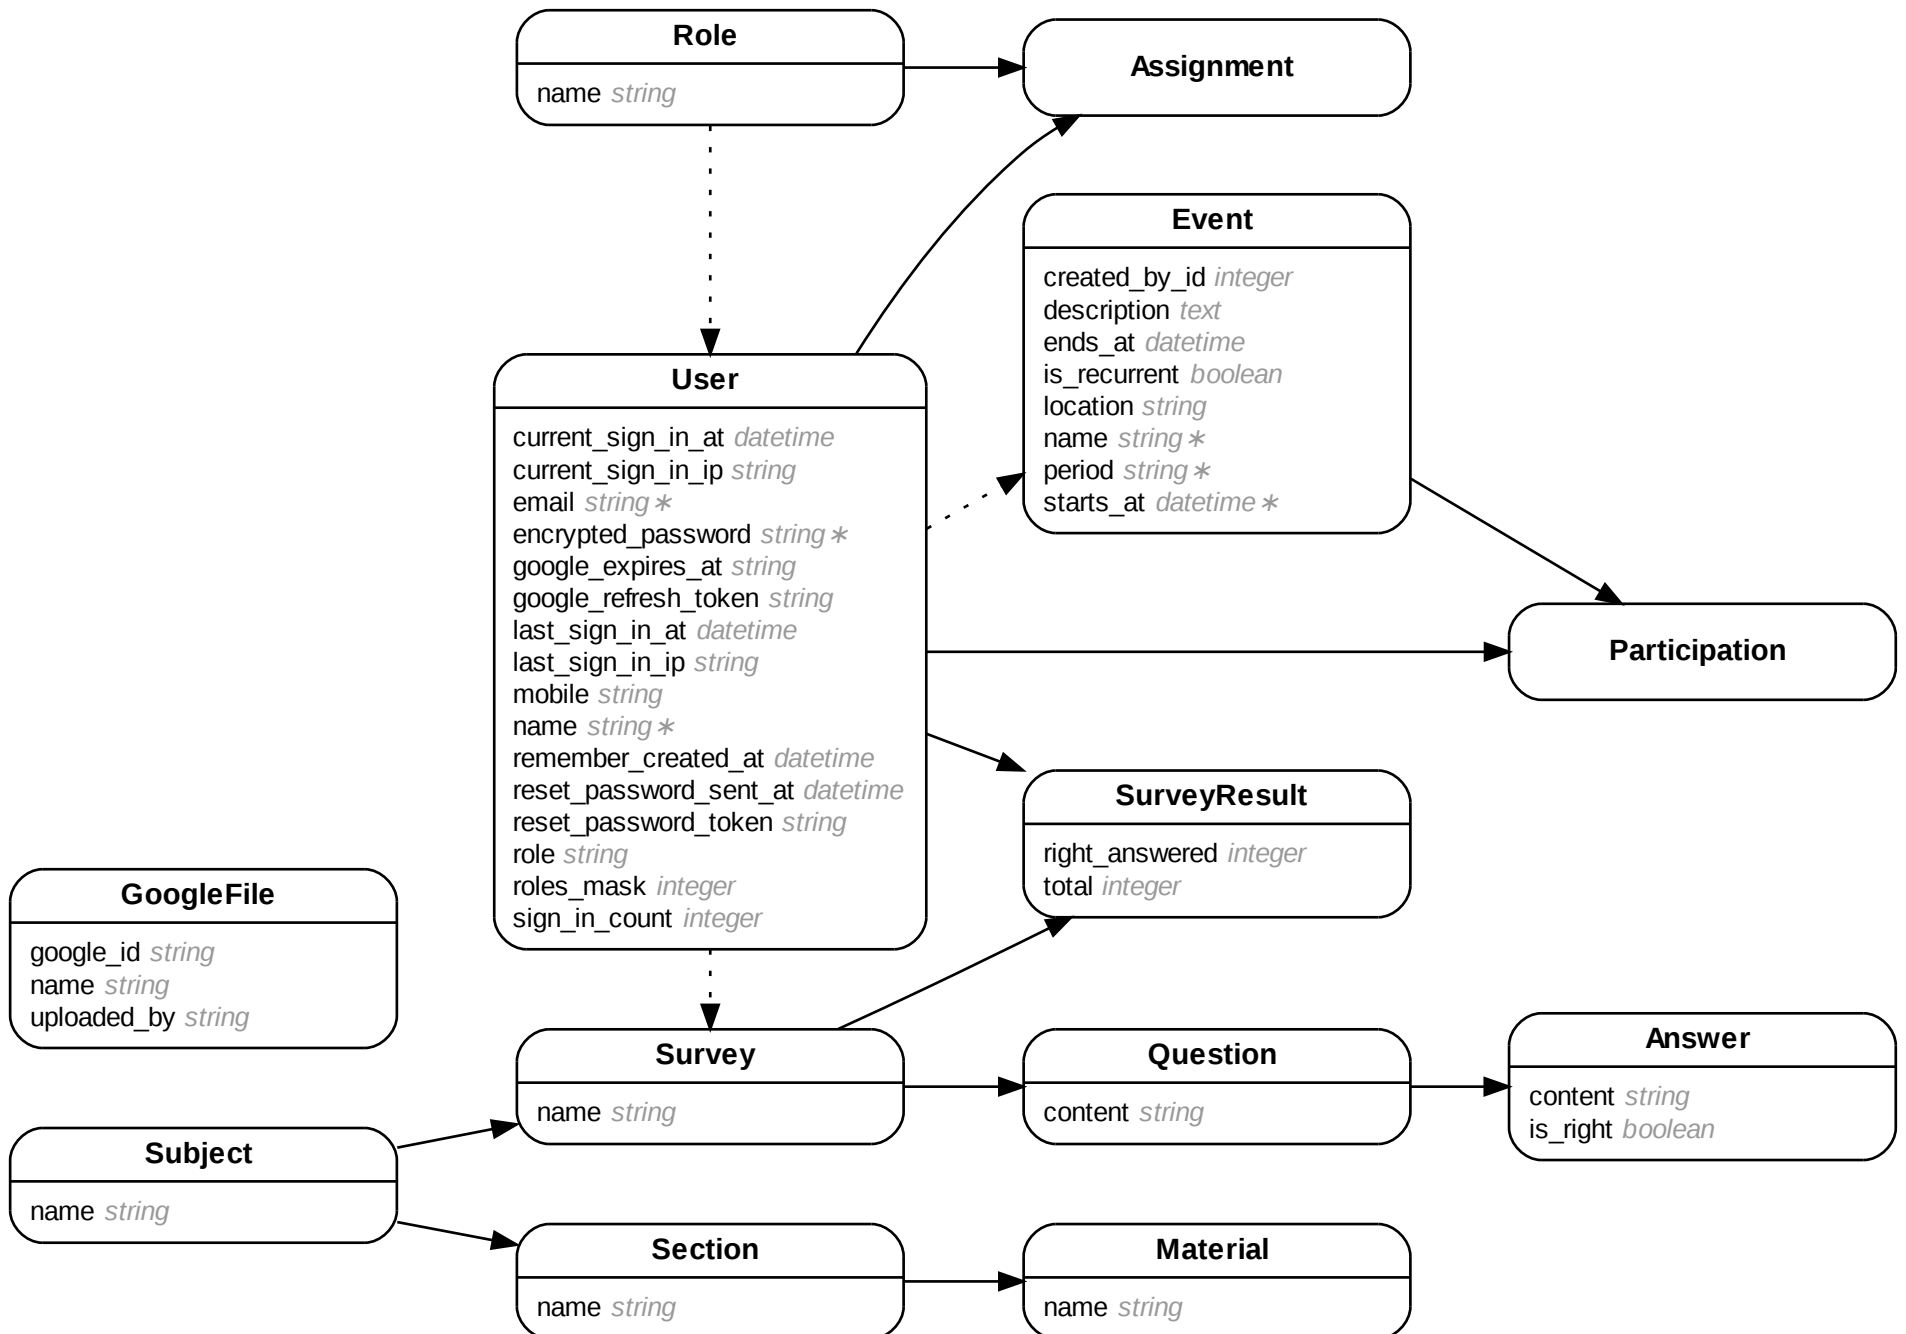 Role
name string
Assignment
Event
created_by_id integer
description text
ends_at datetime
is_recurrent boolean
location string
name string∗
period string∗
starts_at datetime∗
User
current_sign_in_at datetime
current_sign_in_ip string
email string∗
encrypted_password string∗
google_expires_at string
google_refresh_token string
last_sign_in_at datetime
last_sign_in_ip string
mobile string
name string∗
remember_created_at datetime
reset_password_sent_at datetime
reset_password_token string
role string
roles_mask integer
sign_in_count integer
Participation
SurveyResult
right_answered integer
total integer
GoogleFile
google_id string
name string
uploaded_by string
Survey
name string
Question
content string
Answer
content string
is_right boolean
Subject
name string
Section
name string
Material
name string